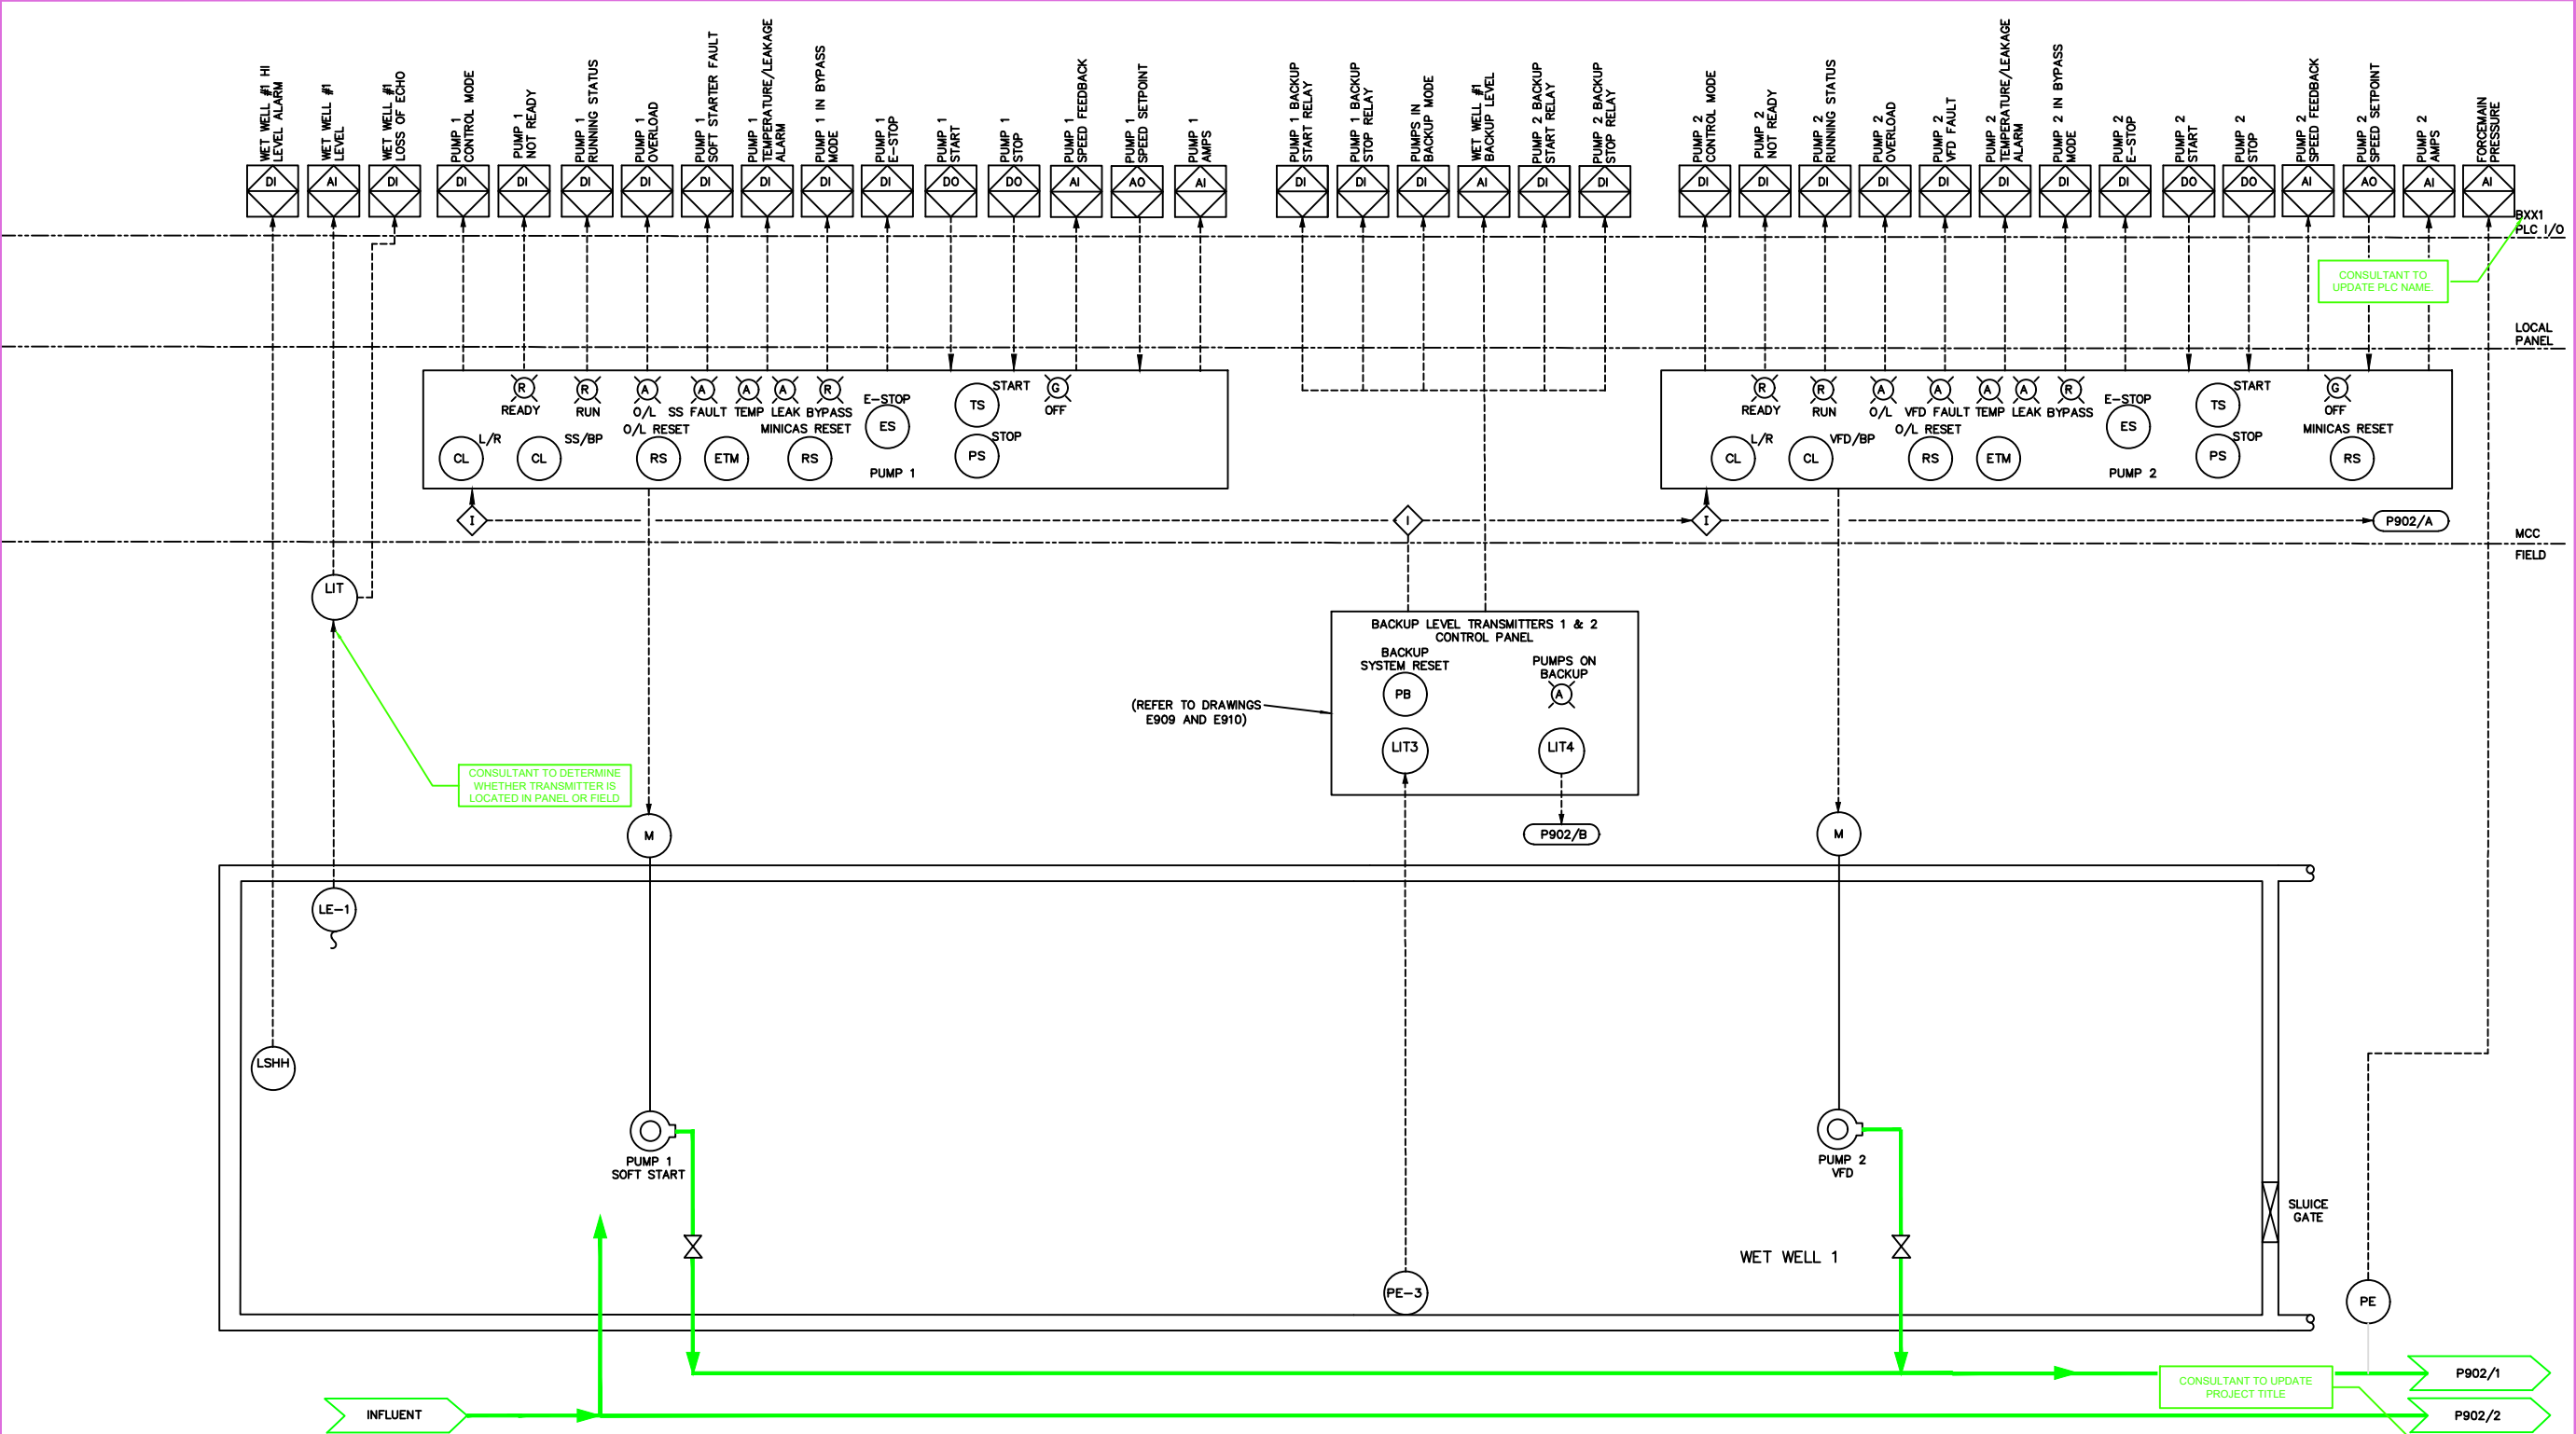 WET WELL #1 HI
LEVEL ALARM
WET WELL #1
LEVEL
WET WELL #1
LOSS OF ECHO
PUMP 1
CONTROL MODE
PUMP 1
NOT READY
PUMP 1
RUNNING STATUS
PUMP 1
OVERLOAD
PUMP 1
SOFT STARTER FAULT
PUMP 1
TEMPERATURE/LEAKAGE
ALARM
PUMP 1 IN BYPASS
MODE
PUMP 1
E-STOP
PUMP 1
START
PUMP 1
STOP
PUMP 1
SPEED FEEDBACK
PUMP 1
SPEED SETPOINT
PUMP 1
AMPS
PUMP 1 BACKUP
START RELAY
PUMP 1 BACKUP
STOP RELAY
PUMPS IN
BACKUP MODE
WET WELL #1
BACKUP LEVEL
PUMP 2 BACKUP
START RELAY
PUMP 2 BACKUP
STOP RELAY
PUMP 2
CONTROL MODE
PUMP 2
NOT READY
PUMP 2
RUNNING STATUS
PUMP 2
OVERLOAD
PUMP 2
VFD FAULT
PUMP 2
TEMPERATURE/LEAKAGE
ALARM
PUMP 2 IN BYPASS
MODE
PUMP 2
E-STOP
PUMP 2
START
PUMP 2
STOP
PUMP 2
SPEED FEEDBACK
PUMP 2
SPEED SETPOINT
PUMP 2
AMPS
FORCEMAIN
PRESSURE
DI AI DI DI DI DI DI DI DI DI DI DO DO AI AO AI DI DI DI AI DI DI DI DI DI DI DI DI DI DI DO DO AI AO AI AI
BXX1
PLC I/O
CONSULTANT TO
UPDATE PLC NAME.
LOCAL
PANEL
R R A A A A R
READY RUN O/L SS FAULT TEMP LEAK BYPASS
E-STOP
ES
TS START
G
OFF
O/L RESET MINICAS RESET
L/R SS/BP
CL CL RS ETM RS
STOP
PS
PUMP 1
R R A A A A R
READY RUN O/L VFD FAULT TEMP LEAK BYPASS
E-STOP
ES
TS START
G
OFF
O/L RESET MINICAS RESET
L/R VFD/BP
CL CL RS ETM
STOP
PS RS
PUMP 2
I I I P902/A
MCC
FIELD
LIT
BACKUP LEVEL TRANSMITTERS 1 & 2
CONTROL PANEL
BACKUP
SYSTEM RESET
PUMPS ON
BACKUP
PB A
(REFER TO DRAWINGS
E909 AND E910)
LIT3 LIT4
CONSULTANT TO DETERMINE
WHETHER TRANSMITTER IS
LOCATED IN PANEL OR FIELD
M P902/B M
LE-1
LSHH
PUMP 1
SOFT START
PUMP 2
VFD
SLUICE
GATE
WET WELL 1
PE-3 PE
CONSULTANT TO UPDATE
PROJECT TITLE
P902/1
INFLUENT P902/2